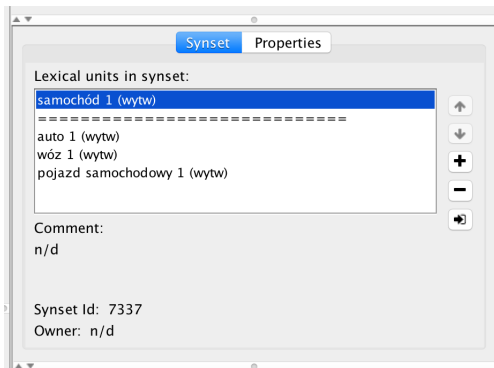 Synset Properties
Lexical units in synset:
samochód 1 (wytw)
=============================
auto 1 (wytw)
wóz 1 (wytw)
pojazd samochodowy 1 (wytw)
Comment:
n/d
Synset Id: 7337
Owner: n/d